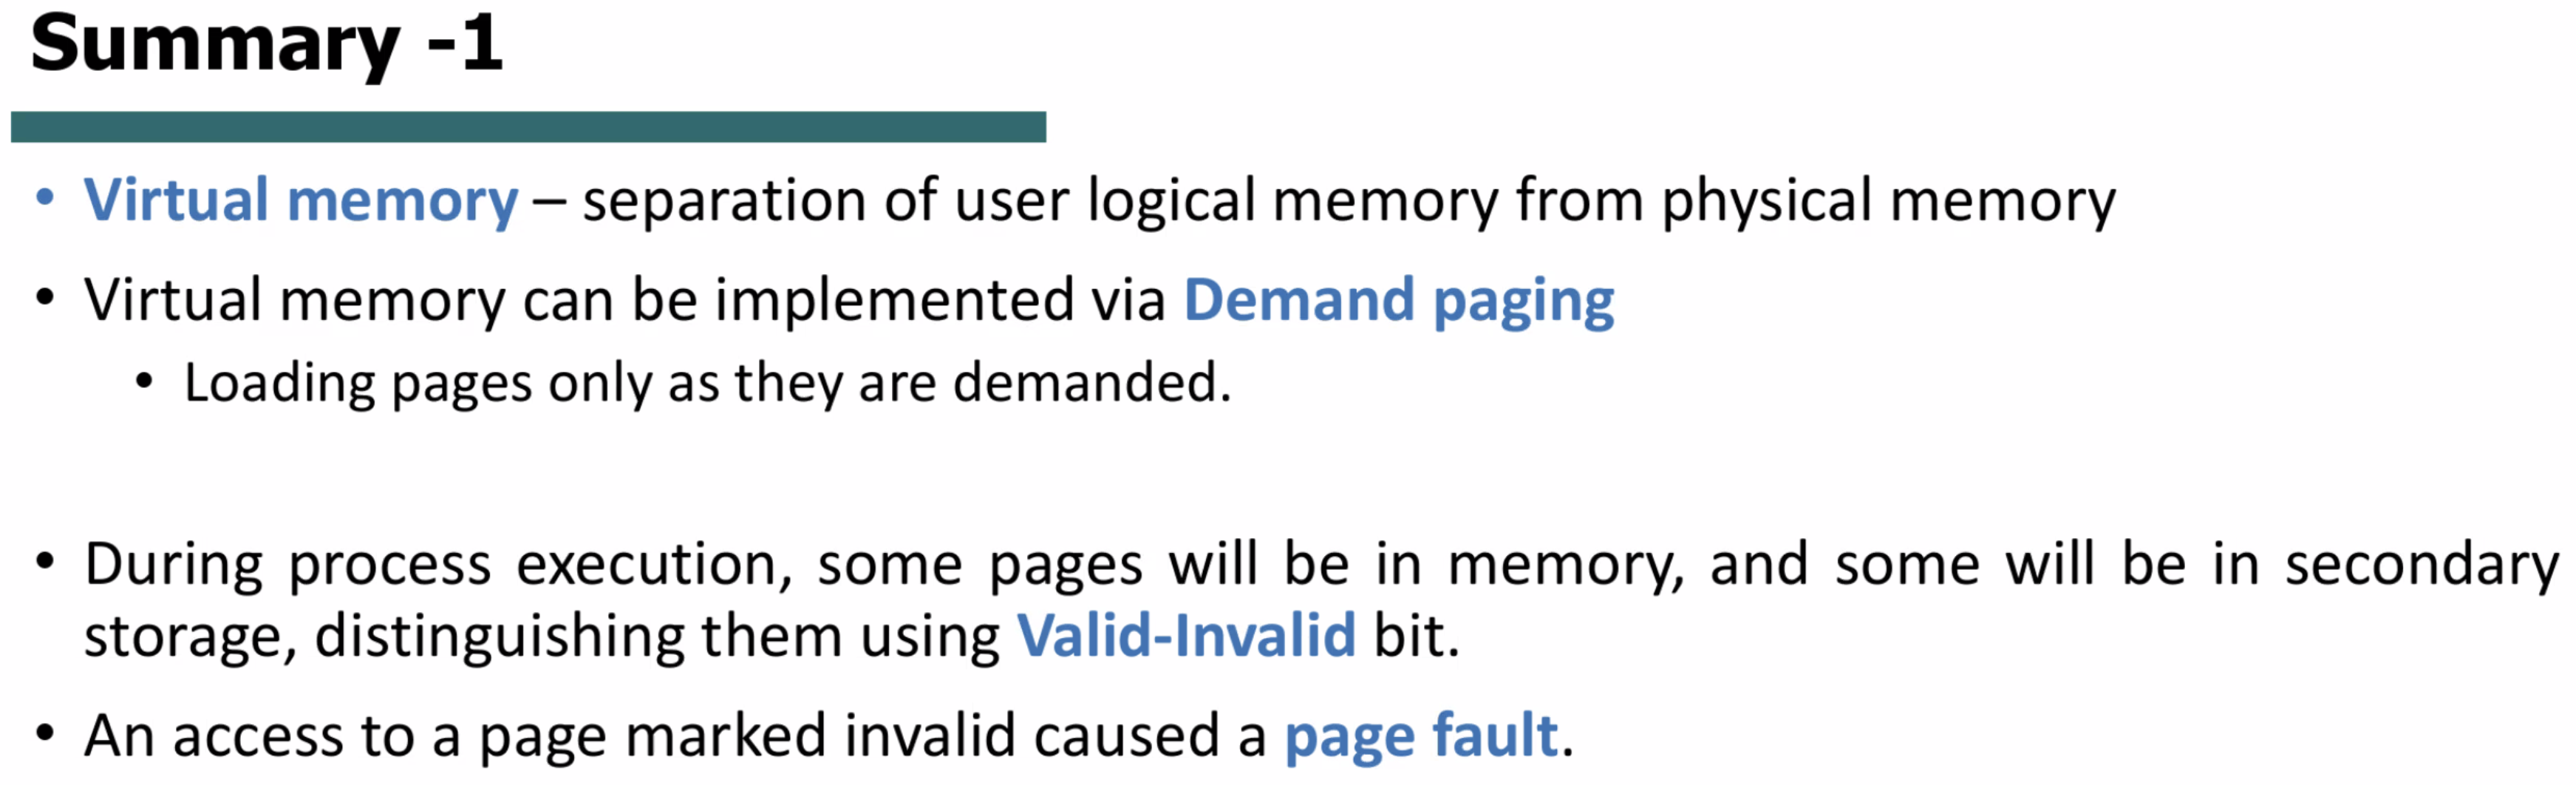 Summary -1
• Virtual memory – separation of user logical memory from physical memory
• Virtual memory can be implemented via Demand paging
• Loading pages only as they are demanded.
• During process execution, some pages will be in memory, and some will be in secondary
storage, distinguishing them using Valid-Invalid bit.
• An access to a page marked invalid caused a page fault.